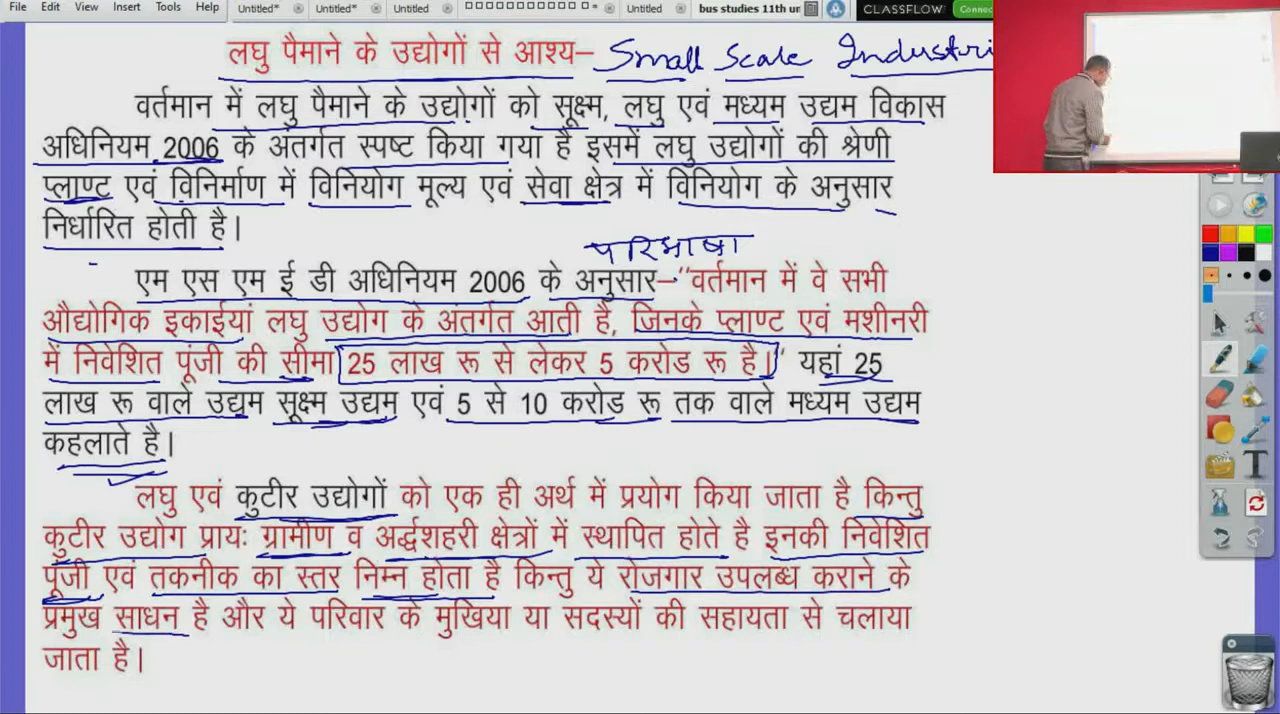 File Edit View Insert Tools Help Untitled* Untitled* Untitled Untitled bus studies 11th un CLASSFLOW Connec
लघु पैमाने के उद्योगों से आश्य– Small Scale Industri
वर्तमान में लघु पैमाने के उद्योगों को सूक्ष्म, लघु एवं मध्यम उद्यम विकास
अधिनियम 2006 के अंतर्गत स्पष्ट किया गया है इसमें लघु उद्योगों की श्रेणी
प्लाण्ट एवं विनिर्माण में विनियोग मूल्य एवं सेवा क्षेत्र में विनियोग के अनुसार
निर्धारित होती है।
परिभाषा
एम एस एम ई डी अधिनियम 2006 के अनुसार–"वर्तमान में वे सभी
औद्योगिक इकाईयां लघु उद्योग के अंतर्गत आती है, जिनके प्लाण्ट एवं मशीनरी
में निवेशित पूंजी की सीमा 25 लाख रू से लेकर 5 करोड रू है।" यहां 25
लाख रू वाले उद्यम सूक्ष्म उद्यम एवं 5 से 10 करोड रू तक वाले मध्यम उद्यम
कहलाते है।
लघु एवं कुटीर उद्योगों को एक ही अर्थ में प्रयोग किया जाता है किन्तु
कुटीर उद्योग प्रायः ग्रामीण व अर्द्धशहरी क्षेत्रों में स्थापित होते है इनकी निवेशित
पूंजी एवं तकनीक का स्तर निम्न होता है किन्तु ये रोजगार उपलब्ध कराने के
प्रमुख साधन है और ये परिवार के मुखिया या सदस्यों की सहायता से चलाया
जाता है।